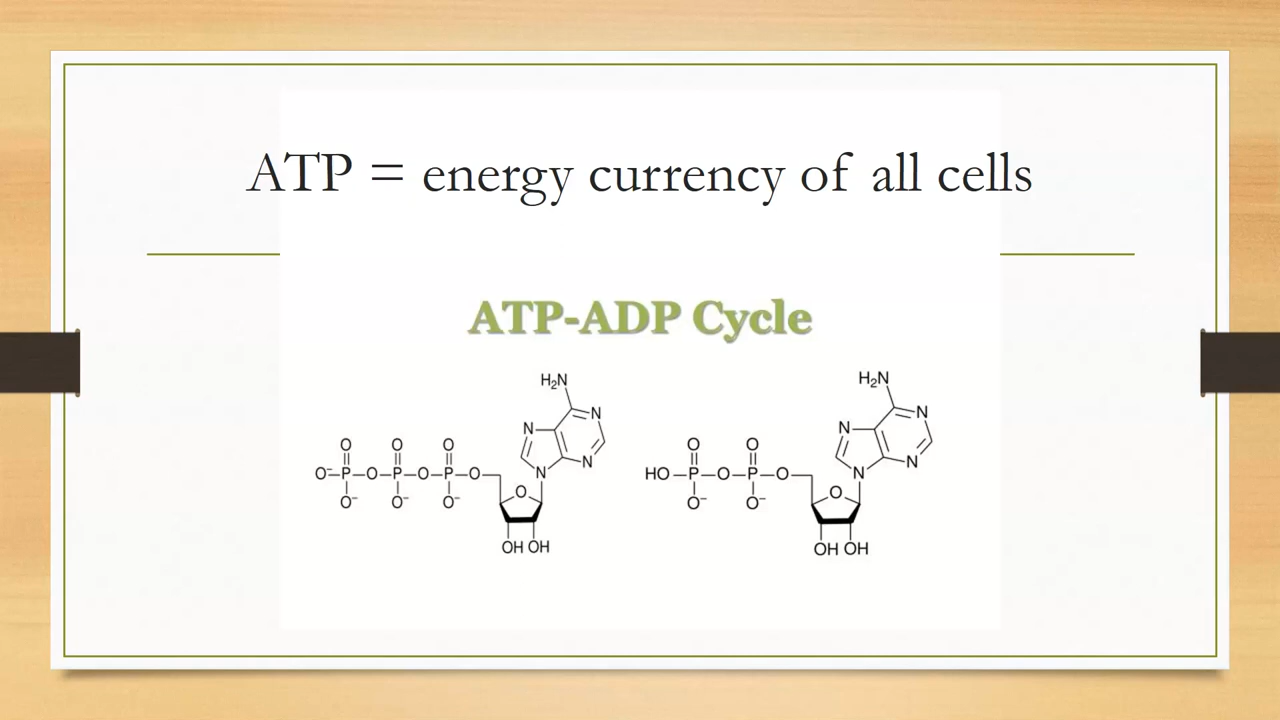 ATP = energy currency of all cells
ATP-ADP Cycle
H₂N
N
N
N
N
O
O
O
O⁻
P
O
P
O
P
O
O⁻
O⁻
O⁻
O
OH
OH
H₂N
N
N
N
N
O
O
HO
P
O
P
O
O⁻
O⁻
O
OH
OH